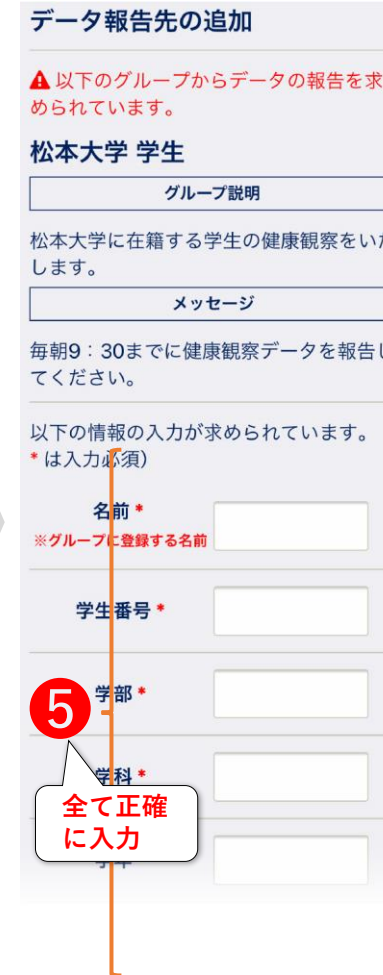 データ報告先の追加
以下のグループからデータの報告を求
められています。
松本大学 学生
グループ説明
松本大学に在籍する学生の健康観察をいた
します。
メッセージ
毎朝9：30までに健康観察データを報告し
てください。
以下の情報の入力が求められています。
* は入力必須）
名前 *
※グループに登録する名前
学生番号 *
学部 *
5
学科 *
全て正確
に入力